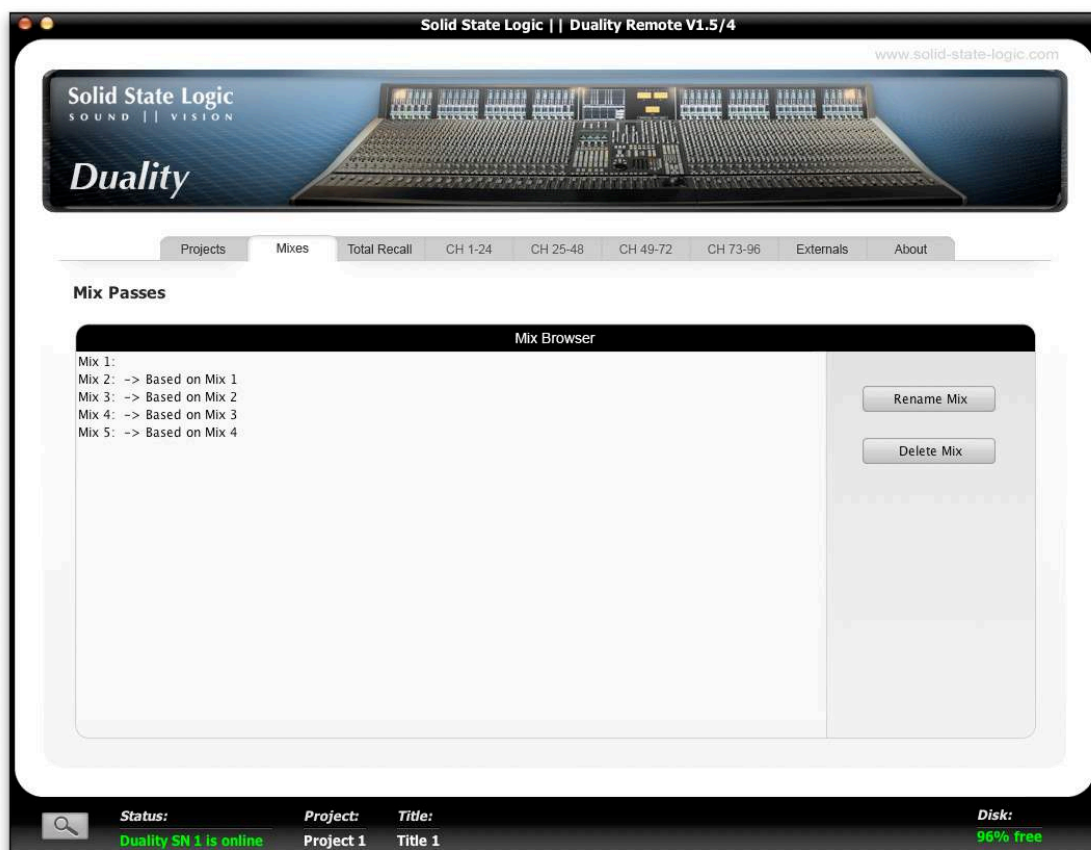 Solid State Logic || Duality Remote V1.5/4
www.solid-state-logic.com
Solid State Logic
SOUND || VISION
Duality
Projects Mixes Total Recall CH 1-24 CH 25-48 CH 49-72 CH 73-96 Externals About
Mix Passes
Mix Browser
Mix 1:
Mix 2: -> Based on Mix 1
Mix 3: -> Based on Mix 2
Mix 4: -> Based on Mix 3
Mix 5: -> Based on Mix 4
Rename Mix
Delete Mix
Status: Project: Title: Disk:
Duality SN 1 is online Project 1 Title 1 96% free